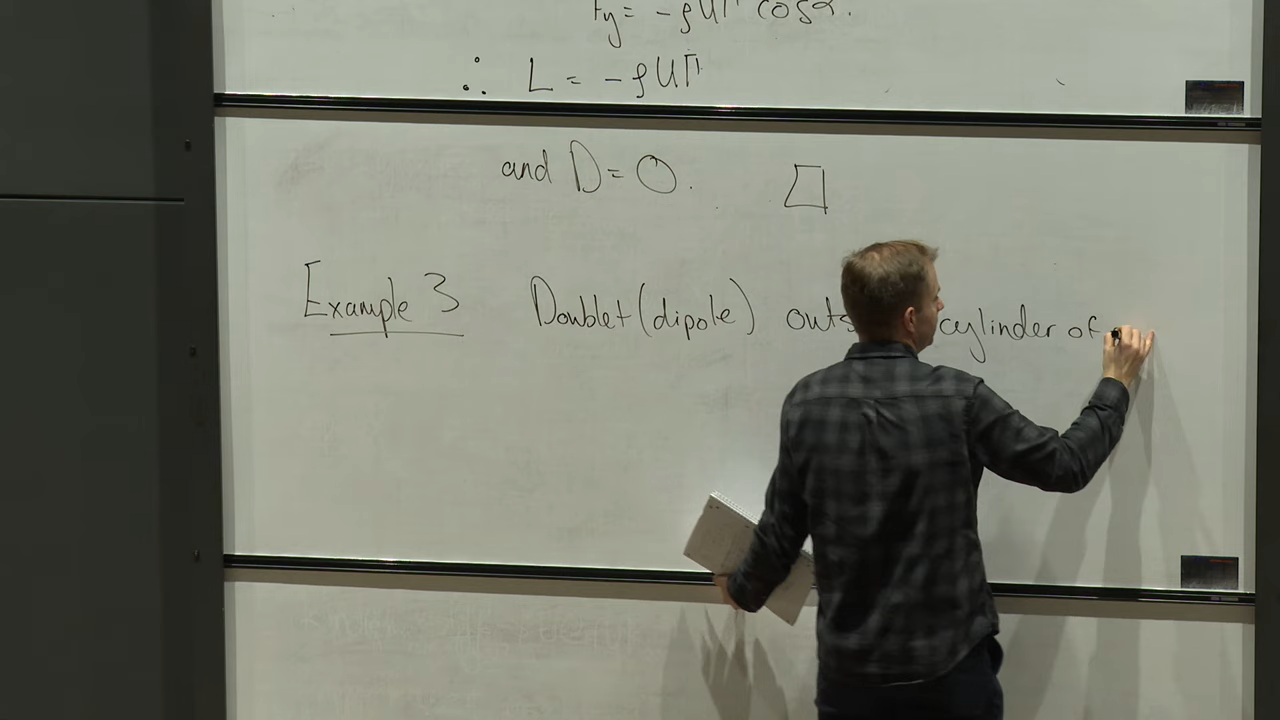 Fy = - ρUΓ cos α.
∴ L = - ρUΓ
and D = 0. □
Example 3 Doublet (dipole) outs cylinder of